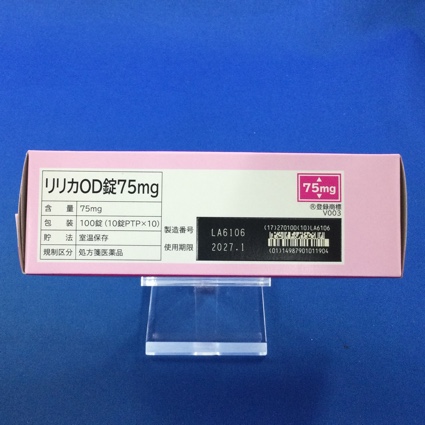 リリカOD錠75mg
含 量 75mg
包 装 100錠(10錠PTP×10)
貯 法 室温保存
規制区分 処方箋医薬品
75mg
®登録商標
V003
製造番号 LA6106
使用期限 2027.1
(17)270100(10)LA6106
(01)14987901011904